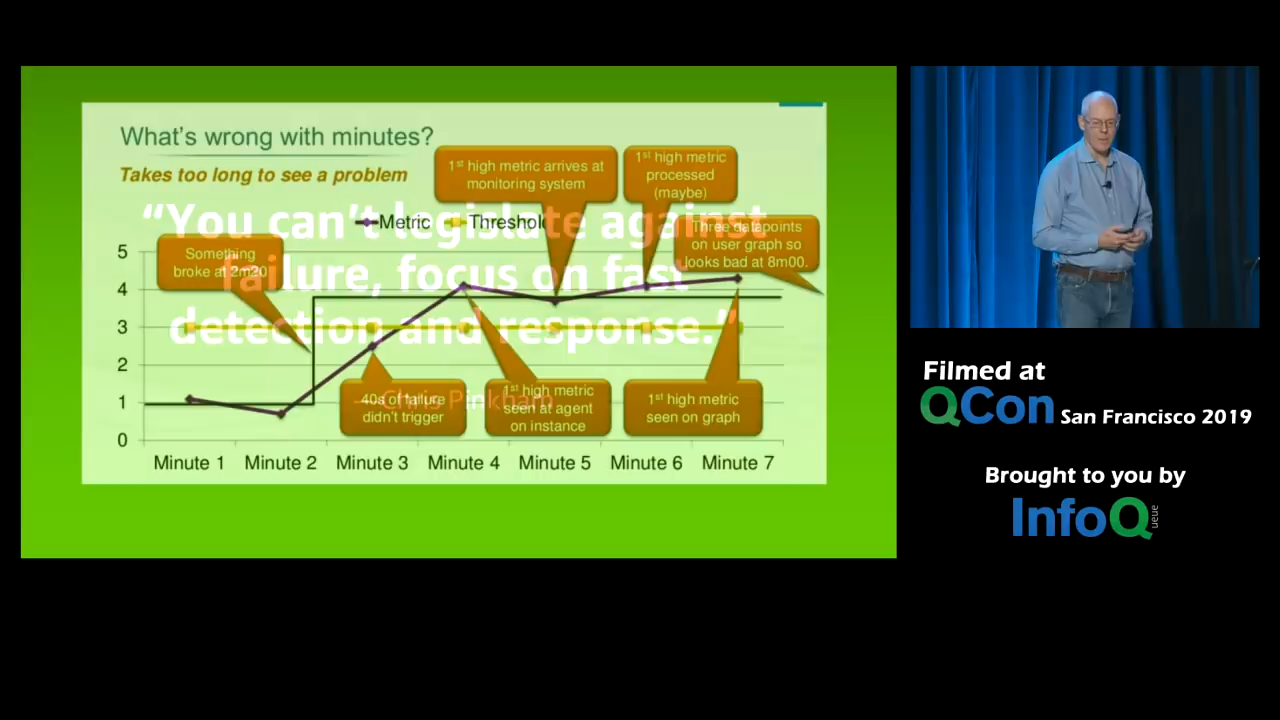 What's wrong with minutes?
Takes too long to see a problem
1st high metric arrives at
monitoring system
1st high metric
processed
(maybe)
"You can't legislate against
failure, focus on fast
detection and response."
– Chris Pinkham
Metric
Threshold
Three datapoints
on user graph so
looks bad at 8m00.
Something
broke at 2m20
5
4
3
2
1
0
40s of failure
didn't trigger
1st high metric
seen at agent
on instance
1st high metric
seen on graph
Minute 1 Minute 2 Minute 3 Minute 4 Minute 5 Minute 6 Minute 7
Filmed at
QCon San Francisco 2019
Brought to you by
InfoQ
ueue